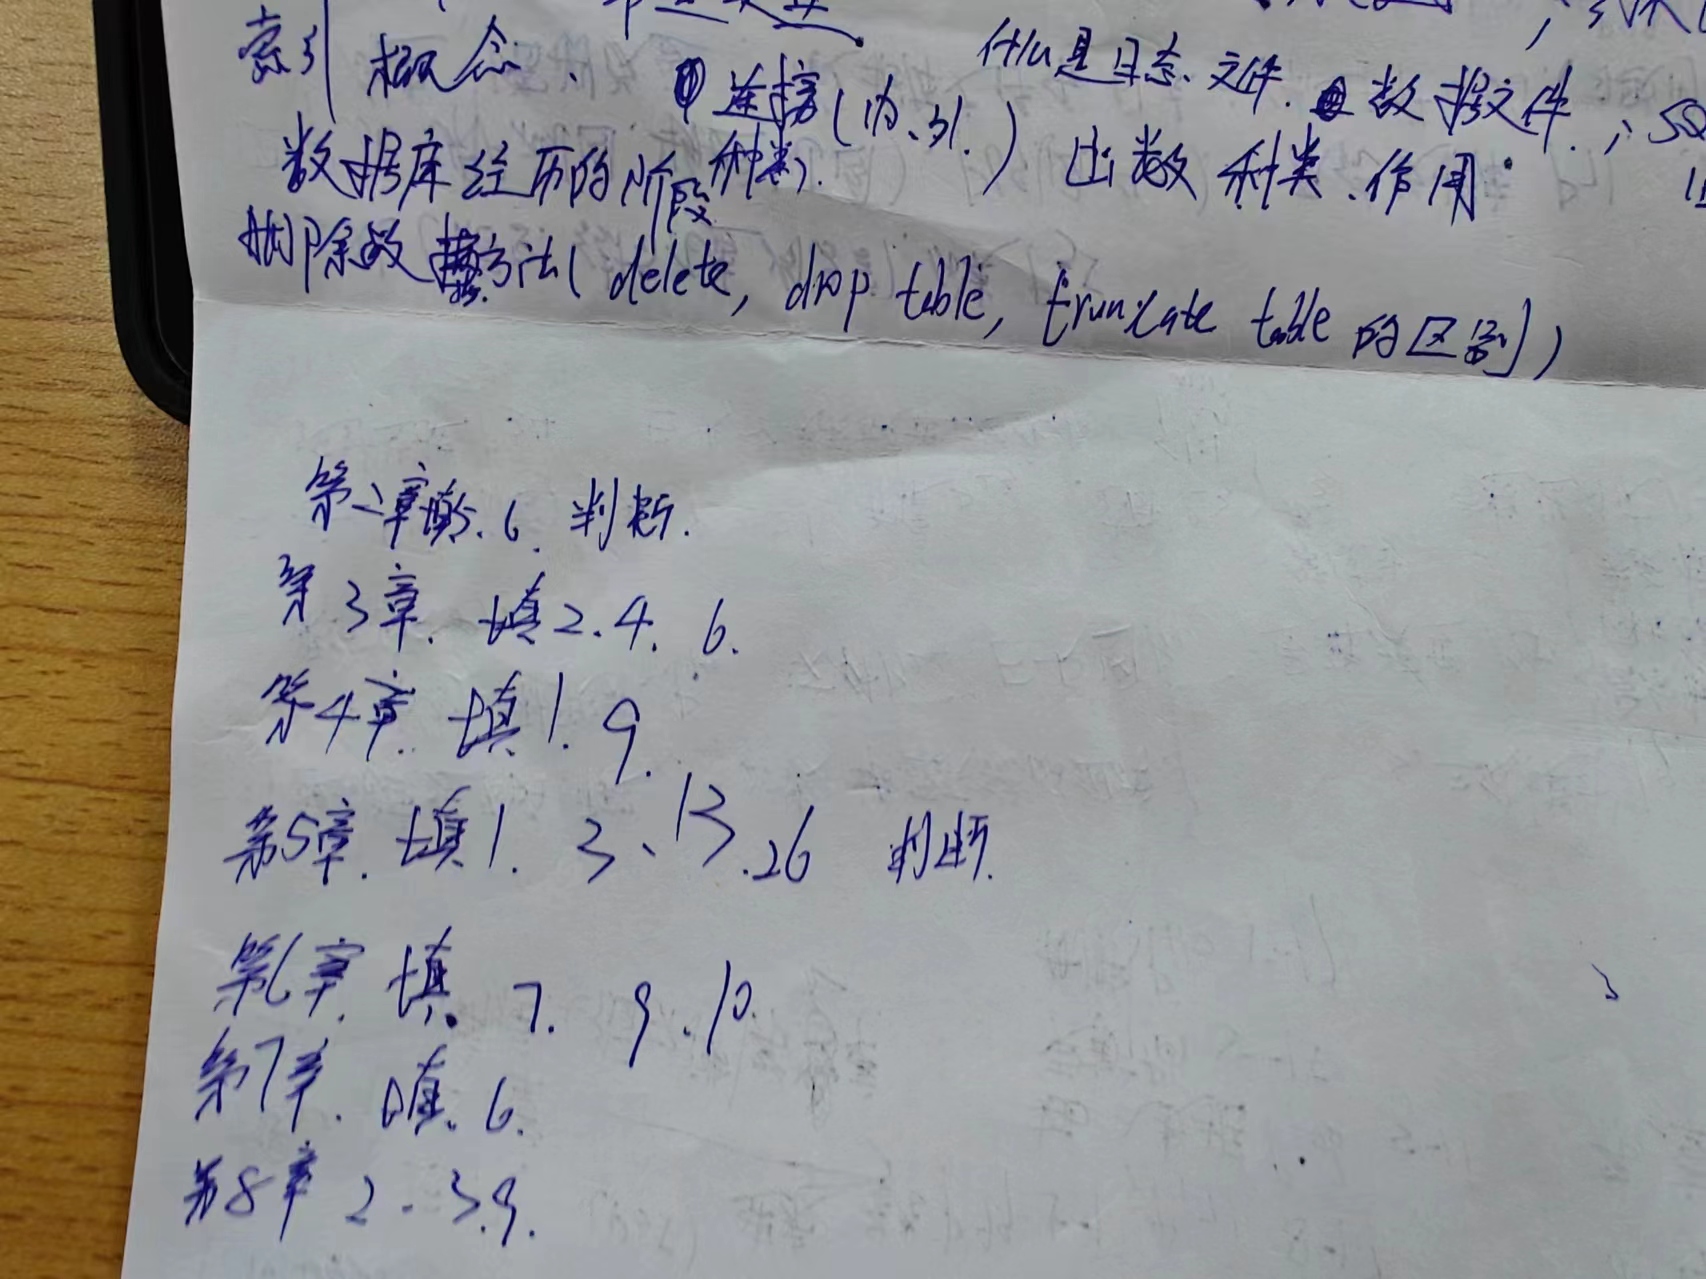 索引 概念、
连接(内、外.) 什么是日志、文件. 数据文件.;
数据库经历的阶段 种类. 出数 种类.作用
删除数据方法( delete, drop table, truncate table 的区别)
第二章填5.6. 判断.
第3章. 填2.4. 6.
第4章. 填1. 9.
第5章. 填1. 3、13.26 判断.
第6章. 填. 7. 9.10.
第7章. 填. 6.
第8章 2.3.9.